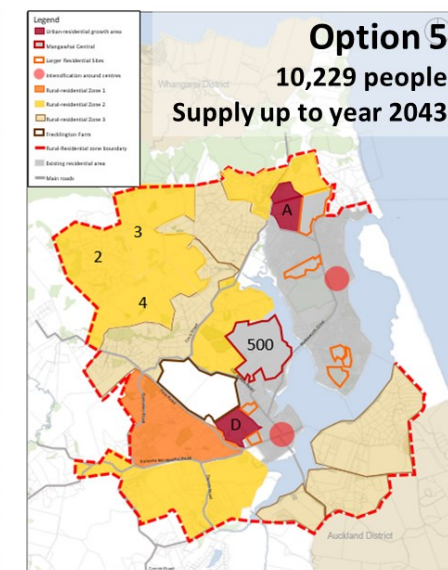 Option 5
10,229 people
Supply up to year 2043
Legend
Urban-residential growth area
Mangawhai Central
Larger Residential Sites
Intensification around centres
Rural-residential Zone 1
Rural-residential Zone 2
Rural-residential Zone 3
Frecklington Farm
Rural-Residential zone boundary
Existing residential area
Main roads
Whangarei District
A
3
2
4
500
D
Auckland District